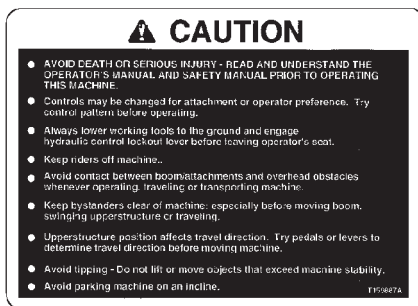 CAUTION
● AVOID DEATH OR SERIOUS INJURY - READ AND UNDERSTAND THE
OPERATOR'S MANUAL AND SAFETY MANUAL PRIOR TO OPERATING
THIS MACHINE.
● Controls may be changed for attachment or operator preference. Try
control pattern before operating.
● Always lower working tools to the ground and engage
hydraulic control lockout lever before leaving operator's seat.
● Keep riders off machine..
● Avoid contact between boom/attachments and overhead obstacles
whenever operating, traveling or transporting machine.
● Keep bystanders clear of machine; especially before moving boom,
swinging upperstructure or traveling.
● Upperstructure position affects travel direction. Try pedals or levers to
determine travel direction before moving machine.
● Avoid tipping - Do not lift or move objects that exceed machine stability.
● Avoid parking machine on an incline.
T159887A